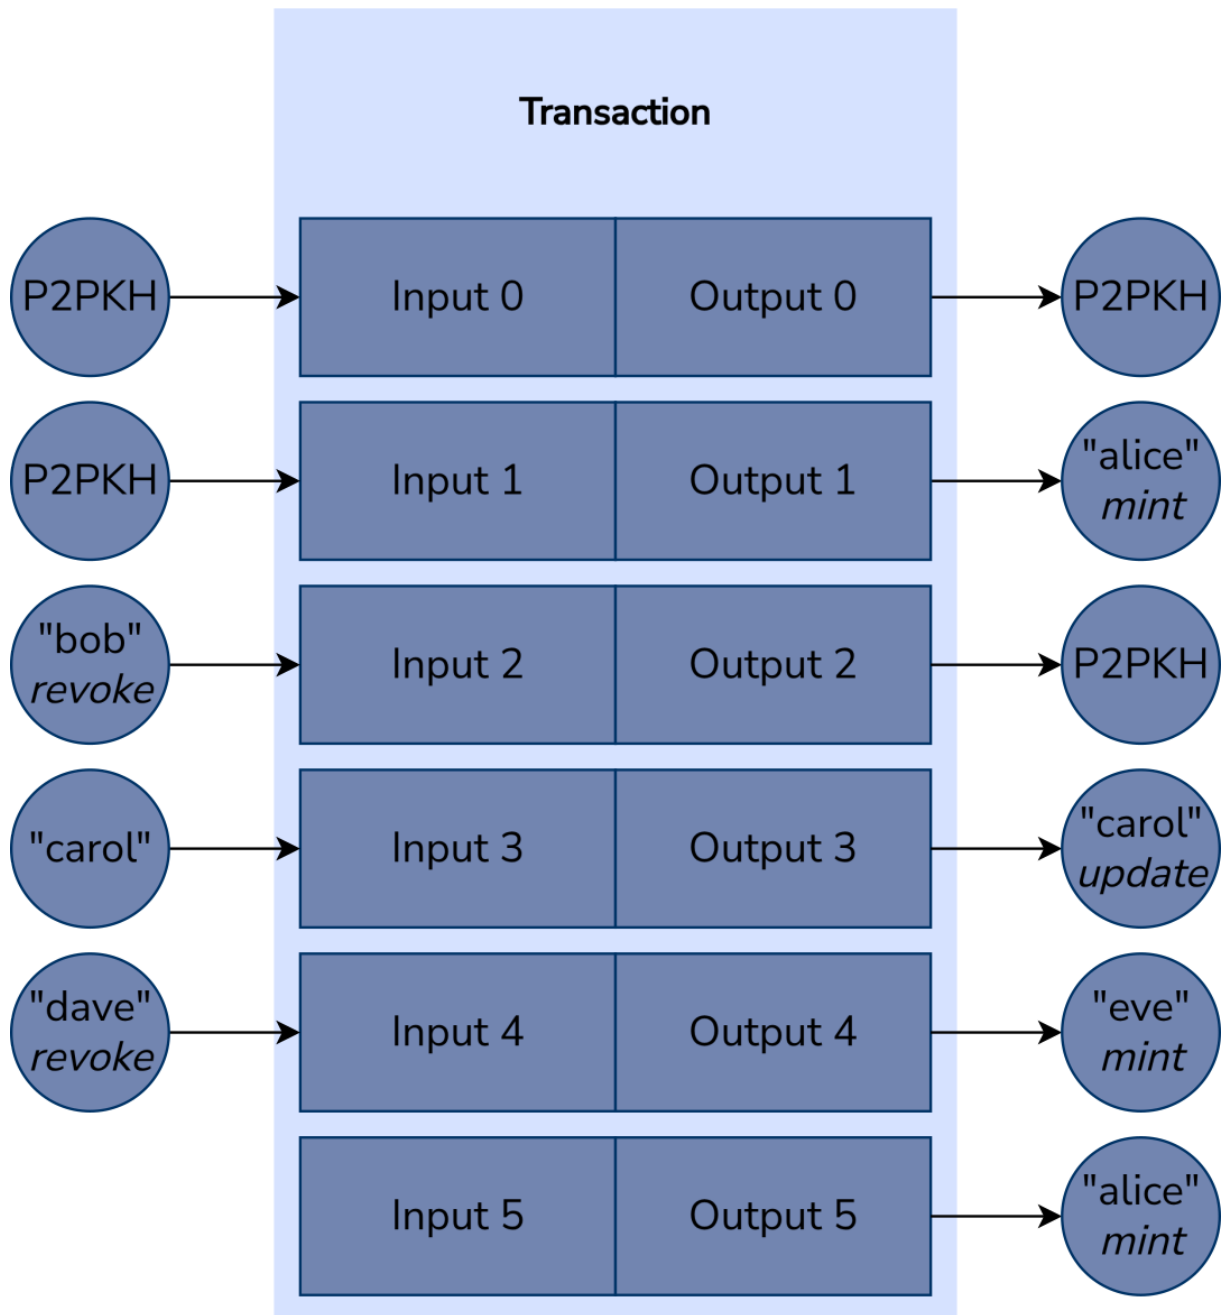 Transaction
P2PKH
Input 0
Output 0
P2PKH
P2PKH
Input 1
Output 1
"alice"
mint
"bob"
revoke
Input 2
Output 2
P2PKH
"carol"
Input 3
Output 3
"carol"
update
"dave"
revoke
Input 4
Output 4
"eve"
mint
Input 5
Output 5
"alice"
mint